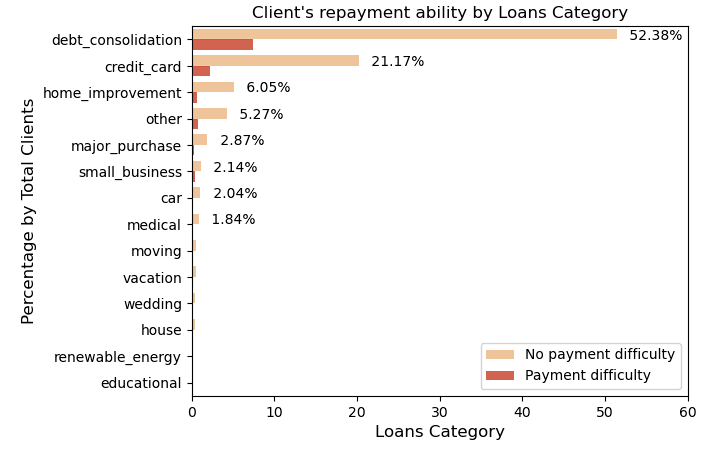 Client's repayment ability by Loans Category
debt_consolidation 52.38%
credit_card 21.17%
home_improvement 6.05%
other 5.27%
major_purchase 2.87%
small_business 2.14%
car 2.04%
medical 1.84%
moving
vacation
wedding
house
renewable_energy
educational
Percentage by Total Clients
No payment difficulty
Payment difficulty
0 10 20 30 40 50 60
Loans Category